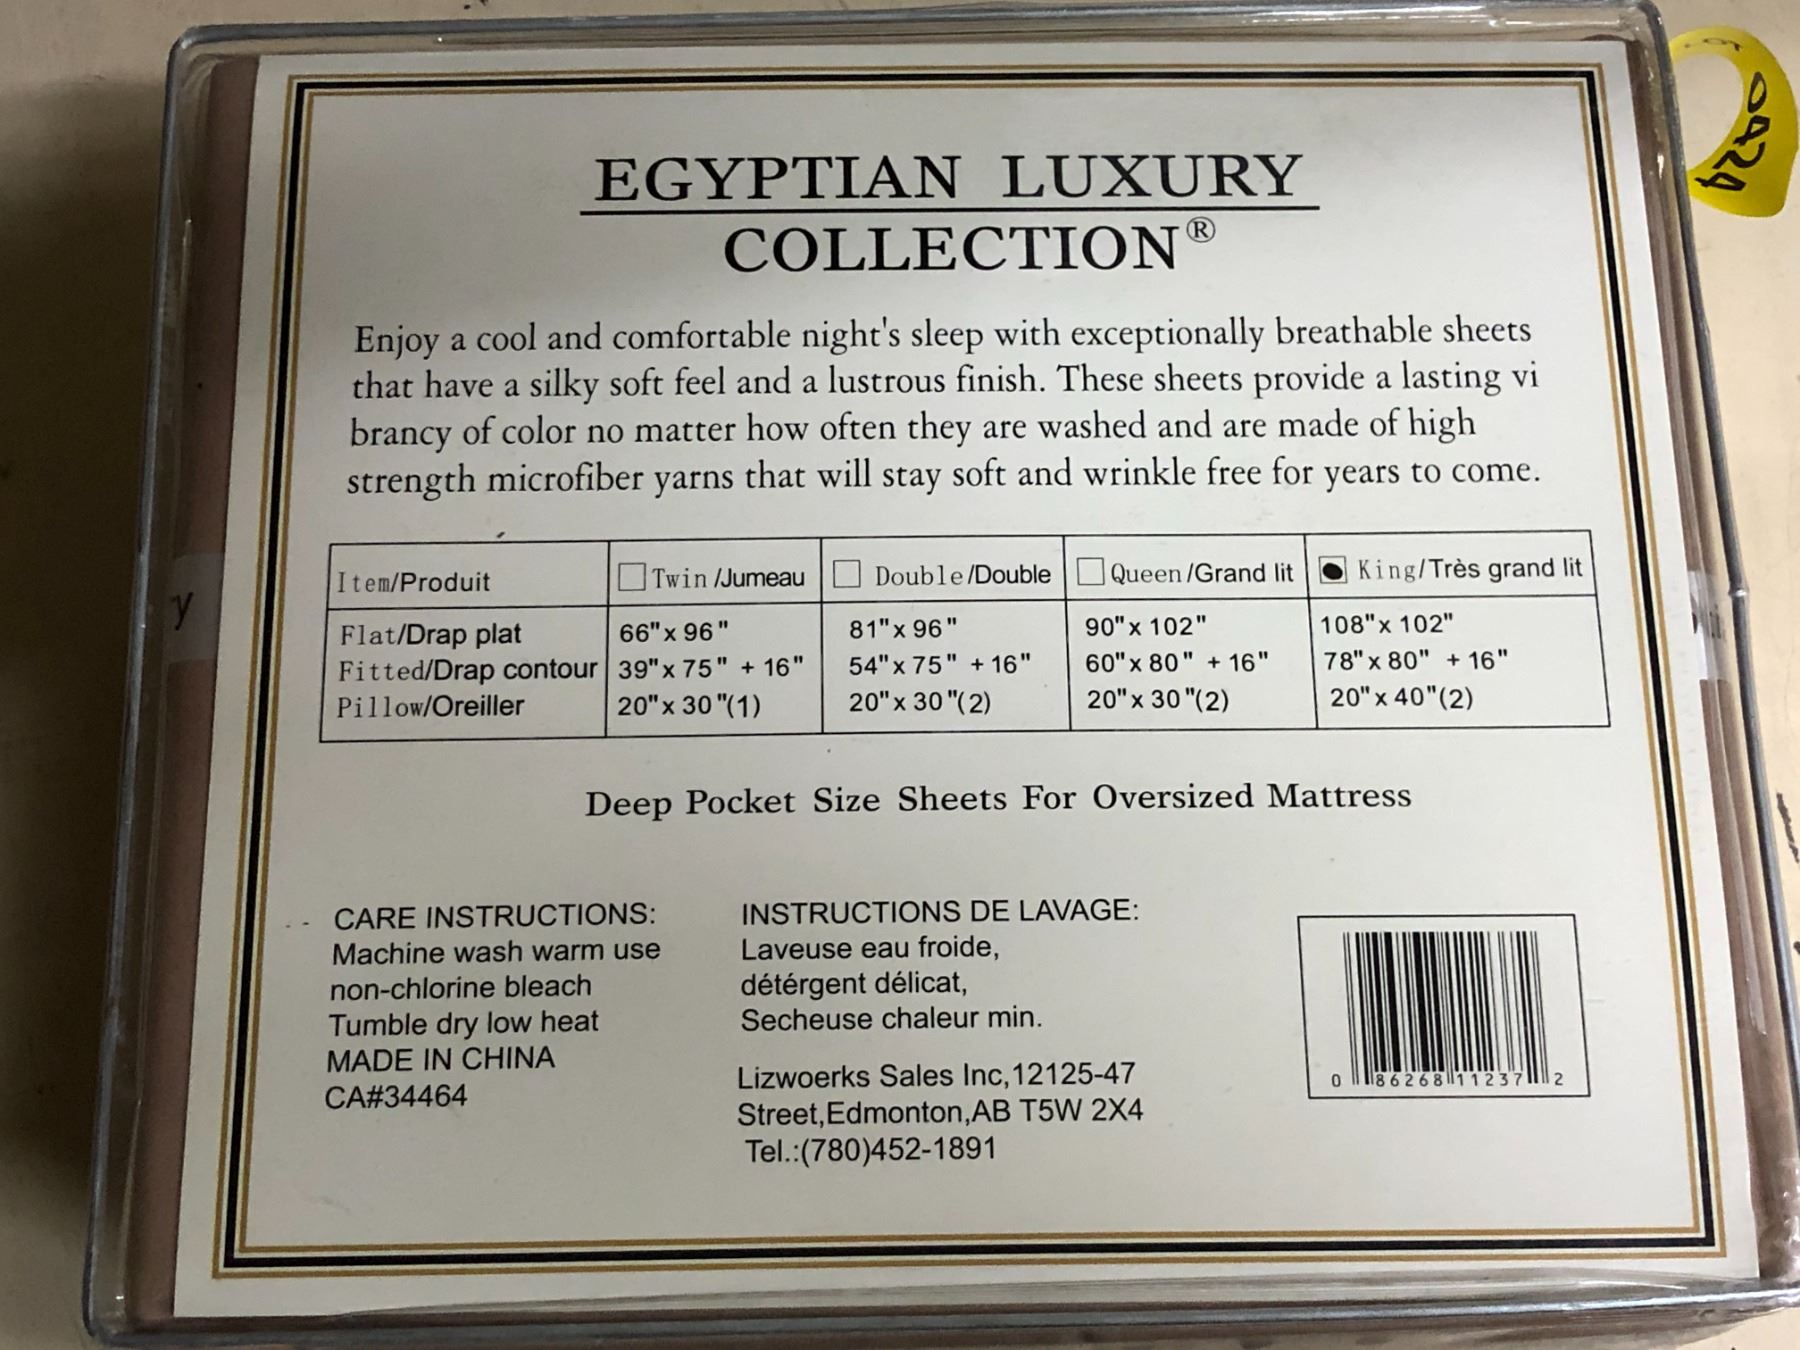 EGYPTIAN LUXURY
COLLECTION®
Enjoy a cool and comfortable night's sleep with exceptionally breathable sheets
that have a silky soft feel and a lustrous finish. These sheets provide a lasting vi
brancy of color no matter how often they are washed and are made of high
strength microfiber yarns that will stay soft and wrinkle free for years to come.
Item/Produit Twin /Jumeau Double/Double Queen/Grand lit King/Très grand lit
Flat/Drap plat 66"x 96" 81"x 96" 90"x 102" 108"x 102"
Fitted/Drap contour 39"x 75" + 16" 54"x 75" + 16" 60"x 80" + 16" 78"x 80" + 16"
Pillow/Oreiller 20"x 30"(1) 20"x 30"(2) 20"x 30"(2) 20"x 40"(2)
Deep Pocket Size Sheets For Oversized Mattress
CARE INSTRUCTIONS:
Machine wash warm use
non-chlorine bleach
Tumble dry low heat
MADE IN CHINA
CA#34464
INSTRUCTIONS DE LAVAGE:
Laveuse eau froide,
détérgent délicat,
Secheuse chaleur min.
Lizwoerks Sales Inc,12125-47
Street,Edmonton,AB T5W 2X4
Tel.:(780)452-1891
0 86268 11237 2
LOT